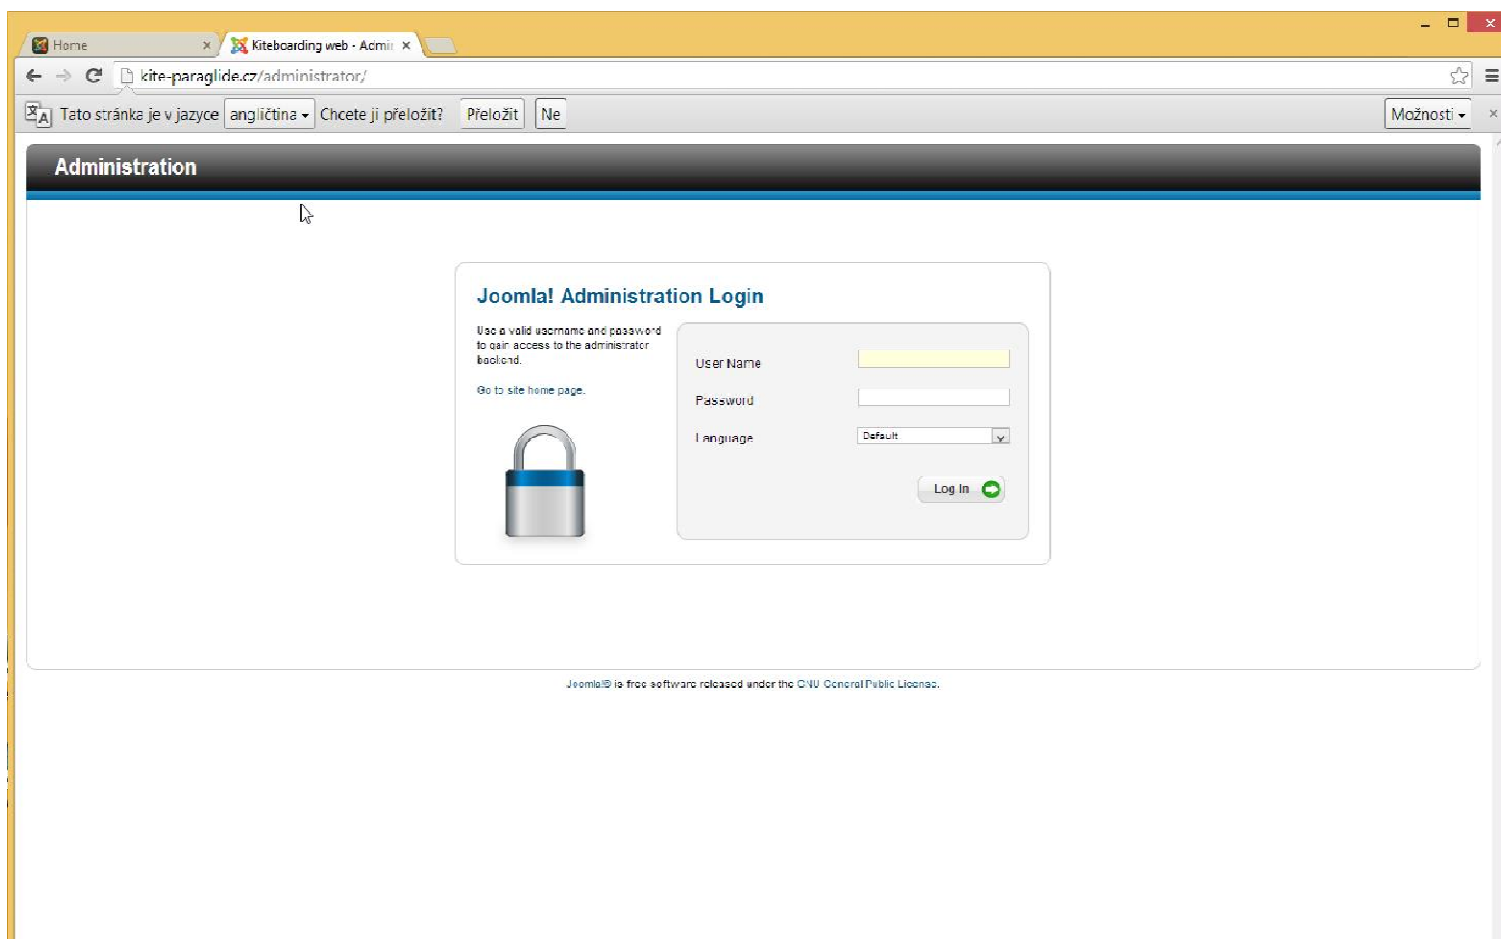 Home
Kiteboarding web - Admi
kite-paraglide.cz/administrator/
Tato stránka je v jazyce angličtina Chcete ji přeložit? Přeložit Ne Možnosti
Administration
Joomla! Administration Login
Use a valid username and password
to gain access to the administrator
backend.
Go to site home page.
User Name
Password
Language
Default
Log In
Joomla!® is free software released under the GNU General Public License.